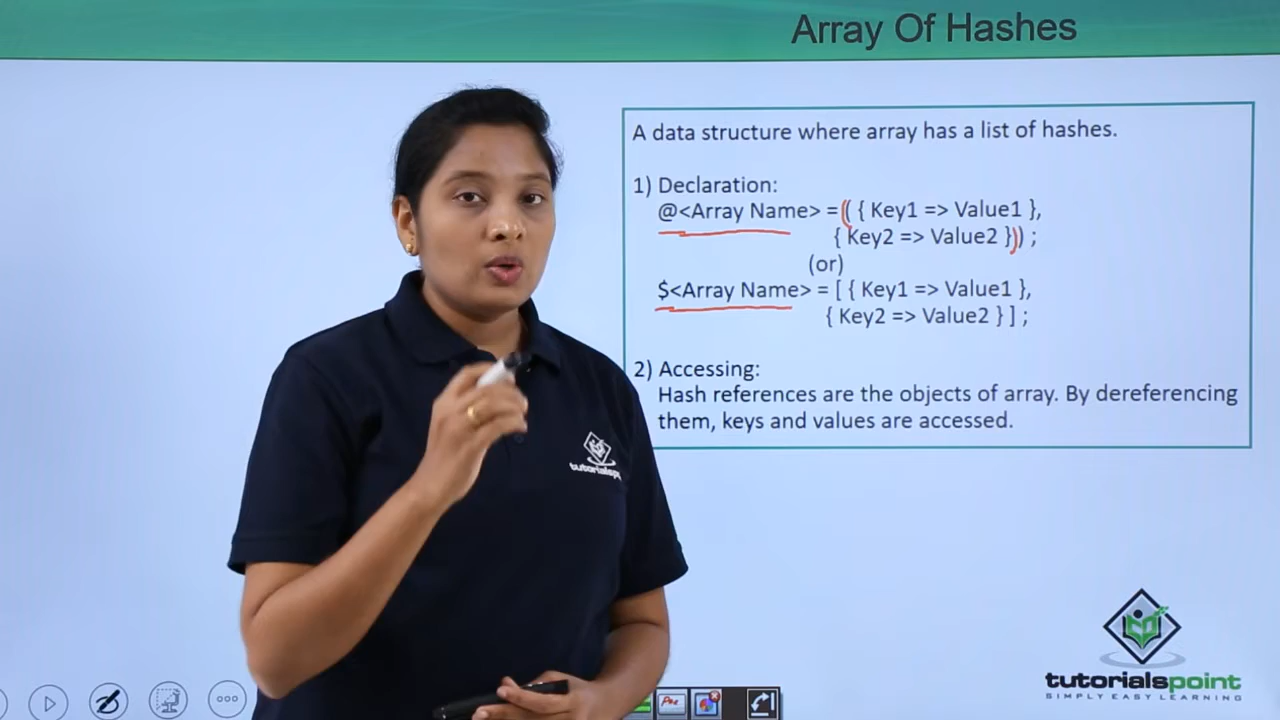 Array Of Hashes
A data structure where array has a list of hashes.
1) Declaration:
@<Array Name> = ( { Key1 => Value1 },
{ Key2 => Value2 } ) ;
(or)
$<Array Name> = [ { Key1 => Value1 },
{ Key2 => Value2 } ] ;
2) Accessing:
Hash references are the objects of array. By dereferencing
them, keys and values are accessed.
tutorialspoint
SIMPLY EASY LEARNING